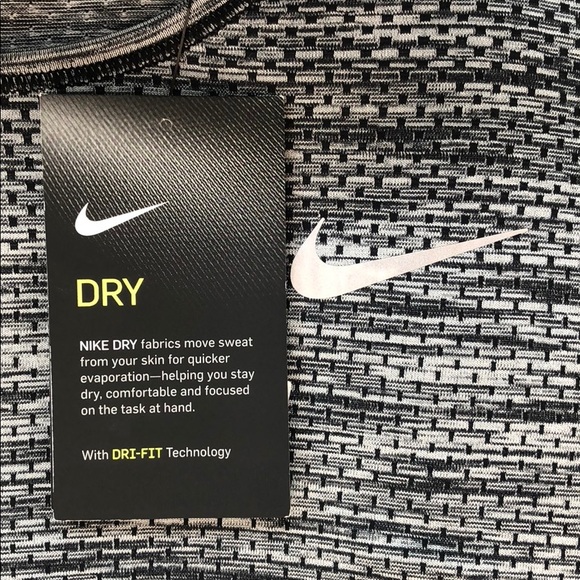 DRY
NIKE DRY fabrics move sweat
from your skin for quicker
evaporation—helping you stay
dry, comfortable and focused
on the task at hand.
With DRI-FIT Technology